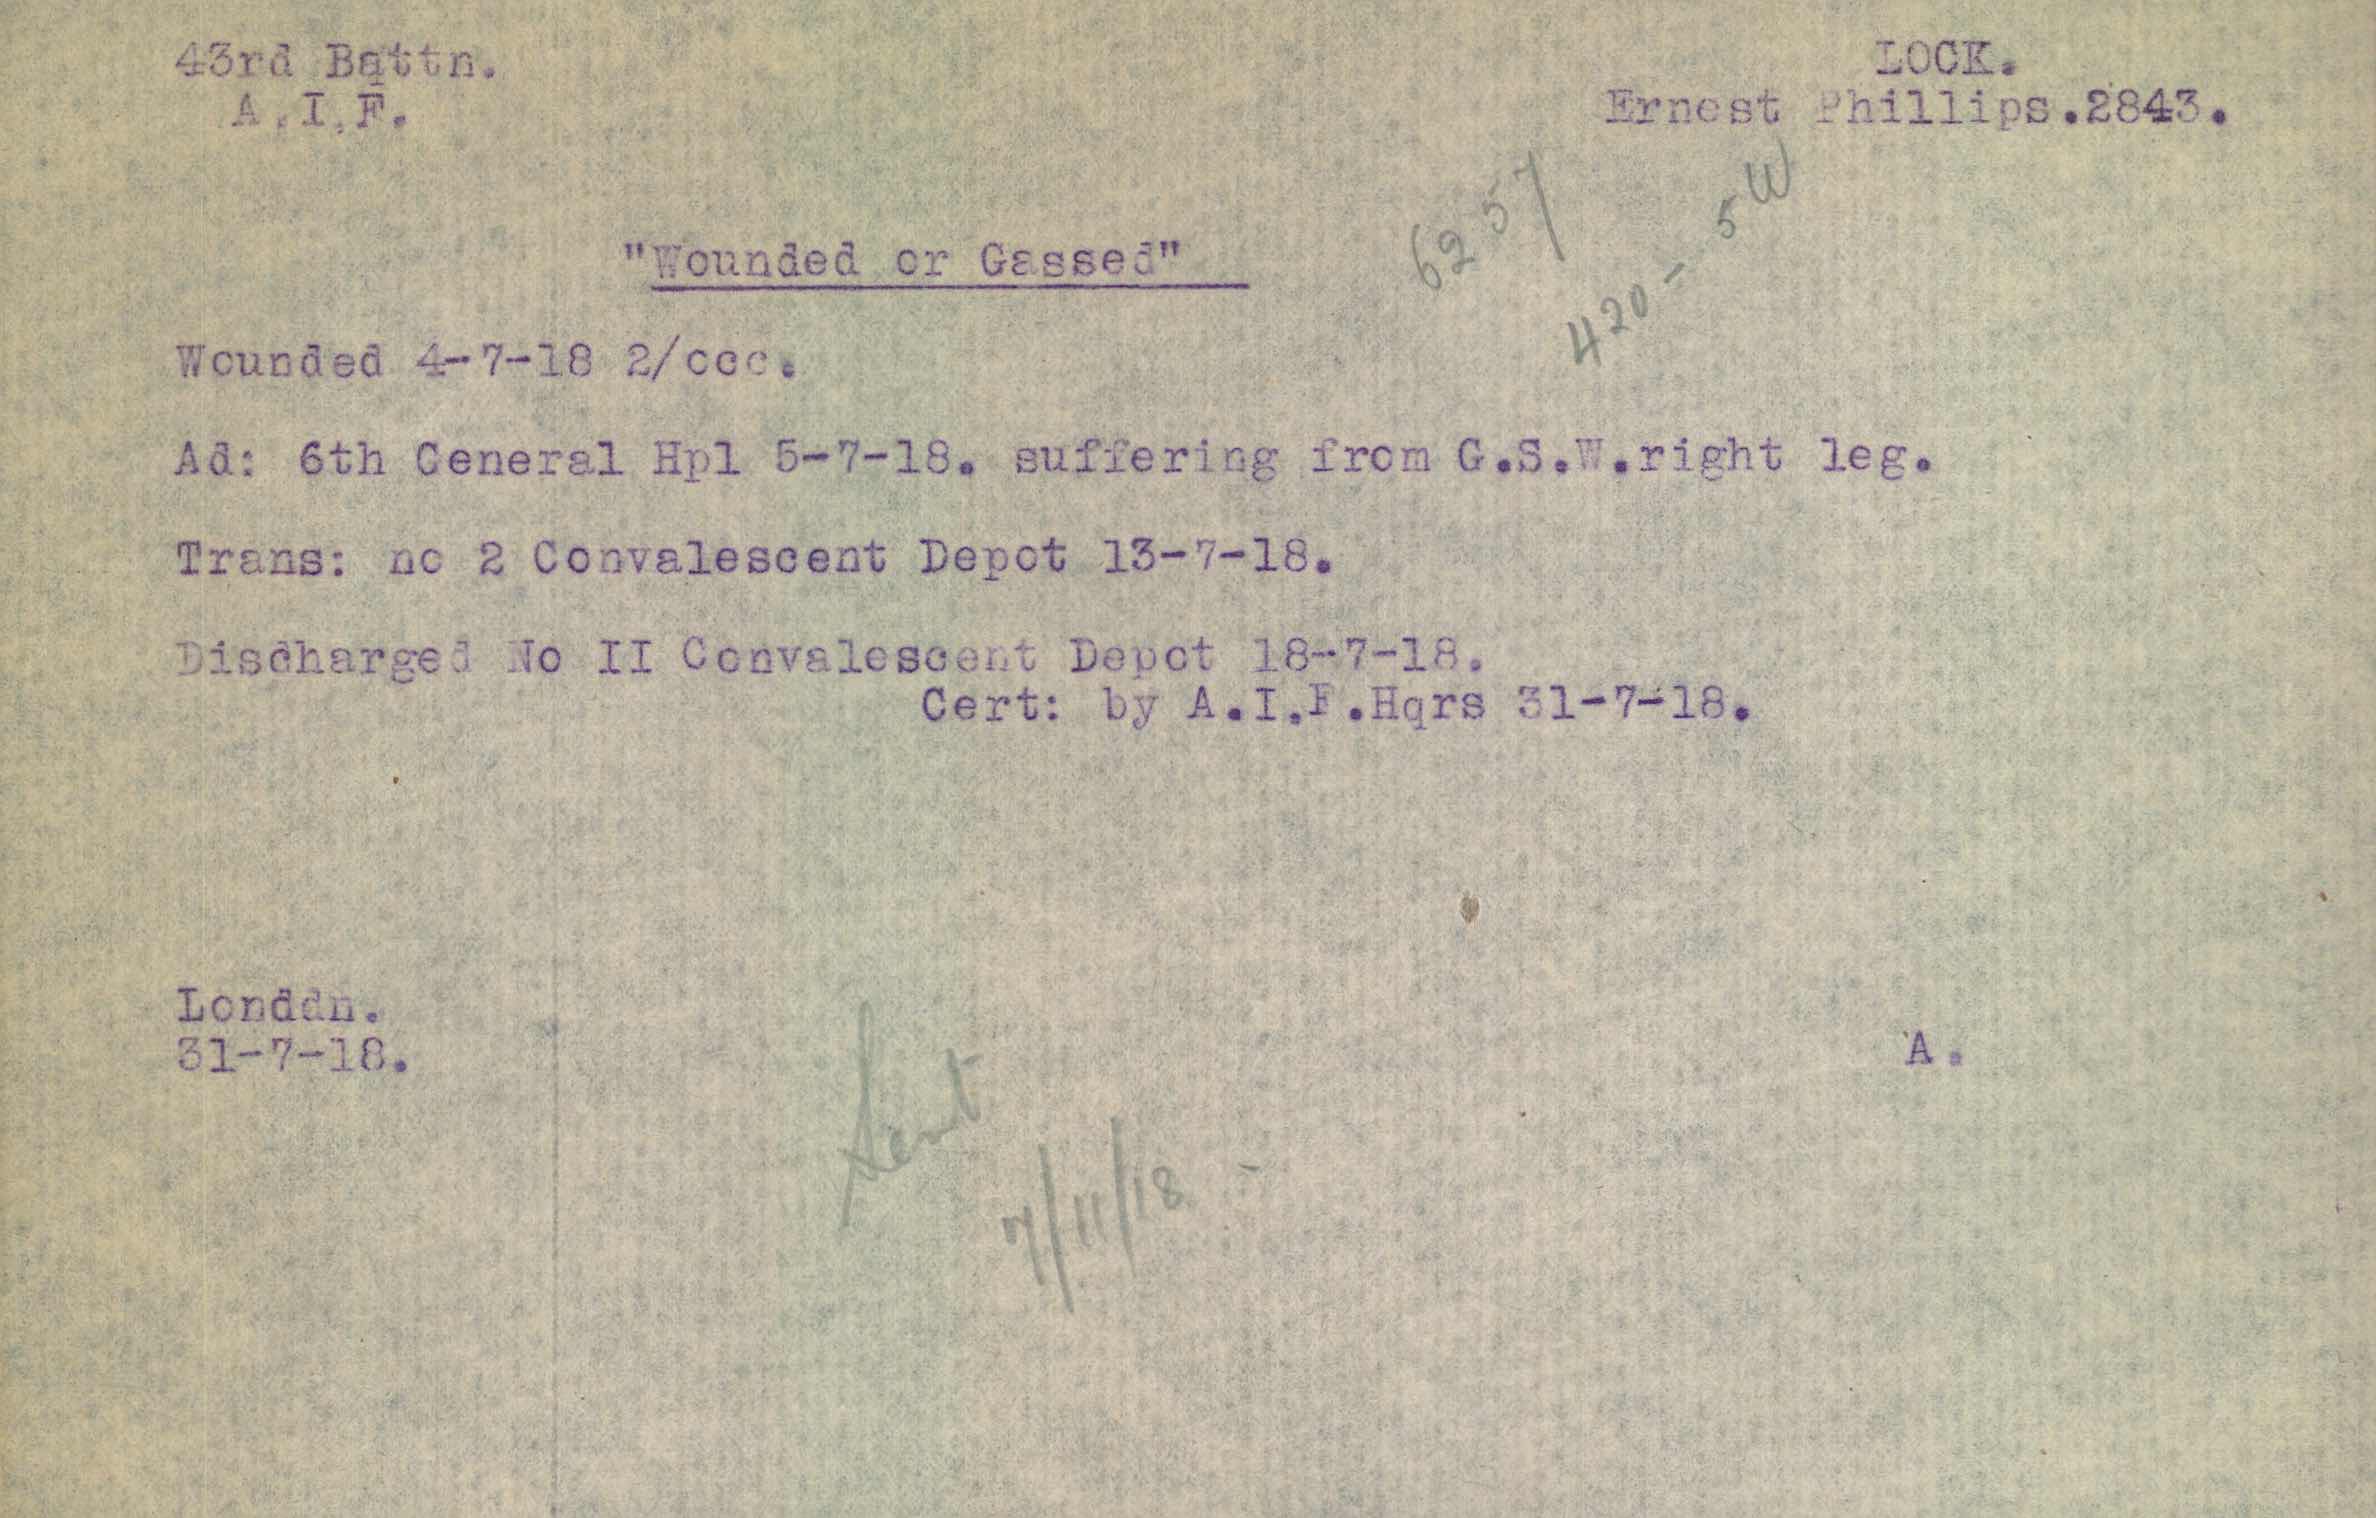 43rd Battn.
A.I.F.
LOCK.
Ernest Phillips.2843.
6257
420-5W
"Wounded or Gassed"
Wounded 4-7-18 2/ccc.
Ad: 6th General Hpl 5-7-18. suffering from G.S.W.right leg.
Trans: no 2 Convalescent Depot 13-7-18.
Discharged No II Convalescent Depot 18-7-18.
Cert: by A.I.F.Hqrs 31-7-18.
London.
31-7-18.
A.
Sent
7/11/18 -